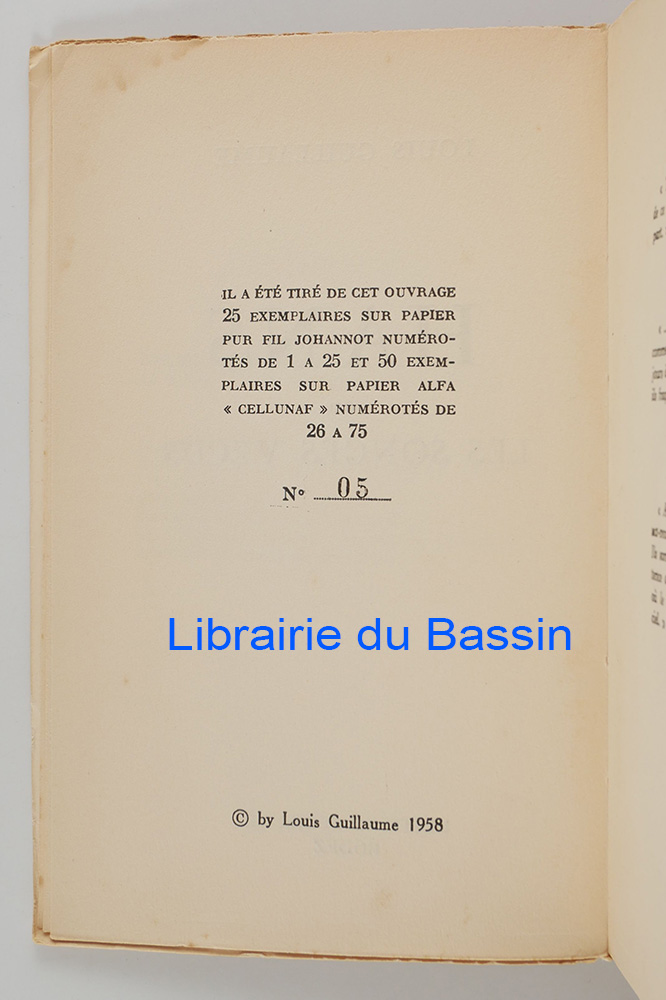 IL A ÉTÉ TIRÉ DE CET OUVRAGE
25 EXEMPLAIRES SUR PAPIER
PUR FIL JOHANNOT NUMÉRO-
TÉS DE 1 A 25 ET 50 EXEM-
PLAIRES SUR PAPIER ALFA
« CELLUNAF » NUMÉROTÉS DE
26 A 75
N° 05
Librairie du Bassin
© by Louis Guillaume 1958